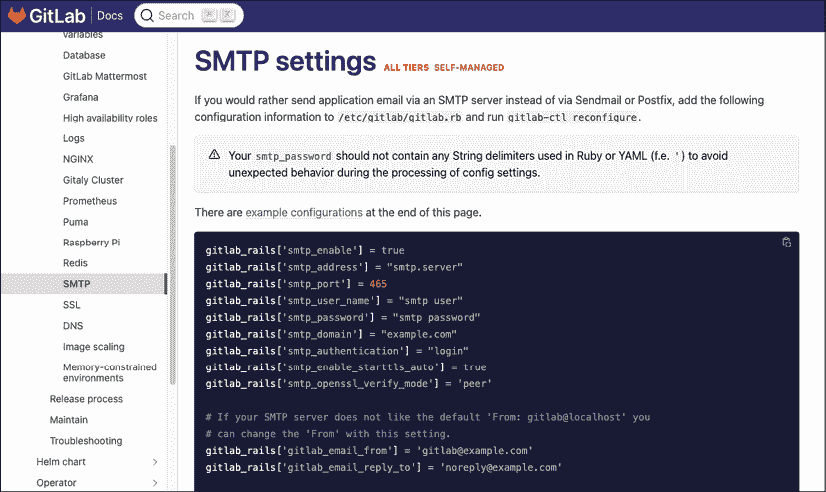 GitLab Docs Search ⌘ K
variables
Database
GitLab Mattermost
Grafana
High availability roles
Logs
NGINX
Gitaly Cluster
Prometheus
Puma
Raspberry Pi
Redis
SMTP
SSL
DNS
Image scaling
Memory-constrained
environments
Release process
Maintain
Troubleshooting
Helm chart
Operator
SMTP settings ALL TIERS SELF-MANAGED
If you would rather send application email via an SMTP server instead of via Sendmail or Postfix, add the following
configuration information to /etc/gitlab/gitlab.rb and run gitlab-ctl reconfigure.
Your smtp_password should not contain any String delimiters used in Ruby or YAML (f.e. ') to avoid
unexpected behavior during the processing of config settings.
There are example configurations at the end of this page.
gitlab_rails['smtp_enable'] = true
gitlab_rails['smtp_address'] = "smtp.server"
gitlab_rails['smtp_port'] = 465
gitlab_rails['smtp_user_name'] = "smtp user"
gitlab_rails['smtp_password'] = "smtp password"
gitlab_rails['smtp_domain'] = "example.com"
gitlab_rails['smtp_authentication'] = "login"
gitlab_rails['smtp_enable_starttls_auto'] = true
gitlab_rails['smtp_openssl_verify_mode'] = 'peer'
# If your SMTP server does not like the default 'From: gitlab@localhost' you
# can change the 'From' with this setting.
gitlab_rails['gitlab_email_from'] = 'gitlab@example.com'
gitlab_rails['gitlab_email_reply_to'] = 'noreply@example.com'